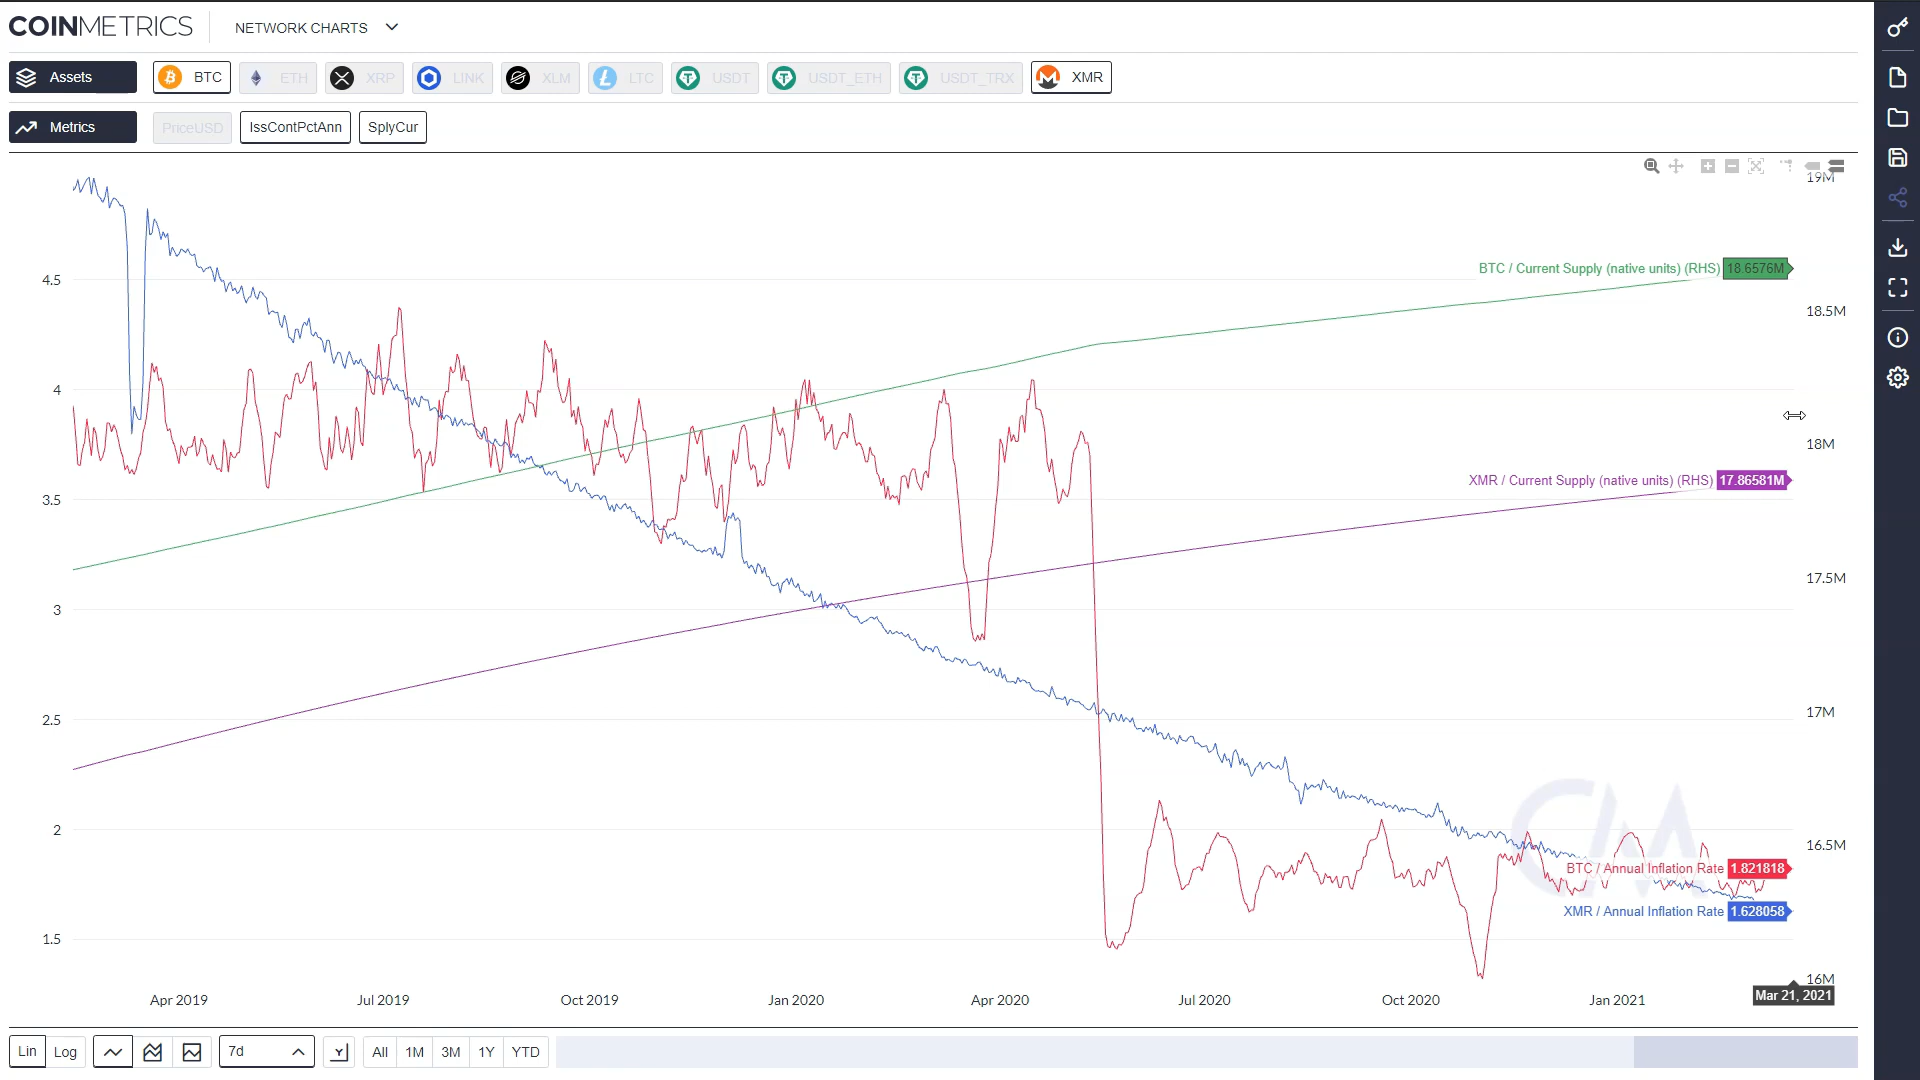 COINMETRICS NETWORK CHARTS
Assets BTC ETH XRP LINK XLM LTC USDT USDT_ETH USDT_TRX XMR
Metrics PriceUSD IssContPctAnn SplyCur
19M
BTC / Current Supply (native units) (RHS) 18.6576M
4.5
18.5M
4
18M
XMR / Current Supply (native units) (RHS) 17.86581M
3.5
17.5M
3
17M
2.5
2
16.5M
CM
BTC / Annual Inflation Rate 1.821818
XMR / Annual Inflation Rate 1.628058
1.5
16M
Mar 21, 2021
Apr 2019 Jul 2019 Oct 2019 Jan 2020 Apr 2020 Jul 2020 Oct 2020 Jan 2021
Lin Log 7d All 1M 3M 1Y YTD